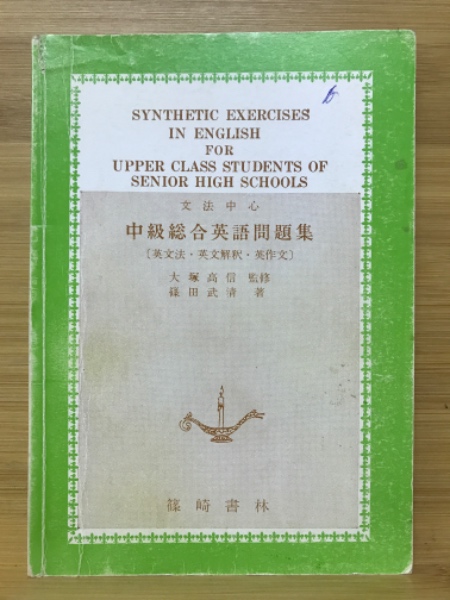 SYNTHETIC EXERCISES
IN ENGLISH
FOR
UPPER CLASS STUDENTS OF
SENIOR HIGH SCHOOLS
文法中心
中級総合英語問題集
〔英文法・英文解釈・英作文〕
大塚高信 監修
篠田武清 著
篠崎書林